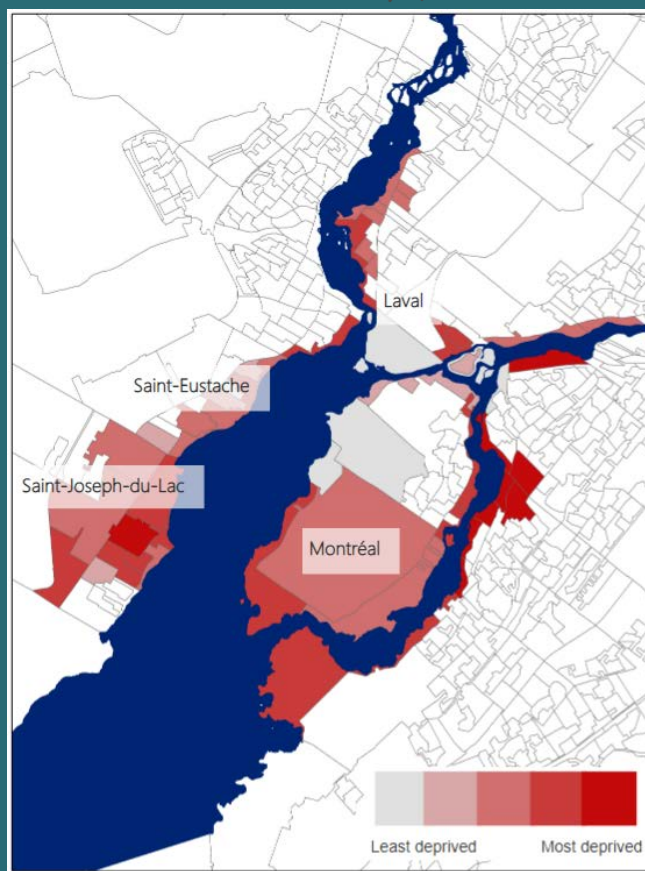 Laval
Saint-Eustache
Saint-Joseph-du-Lac
Montréal
Least deprived Most deprived